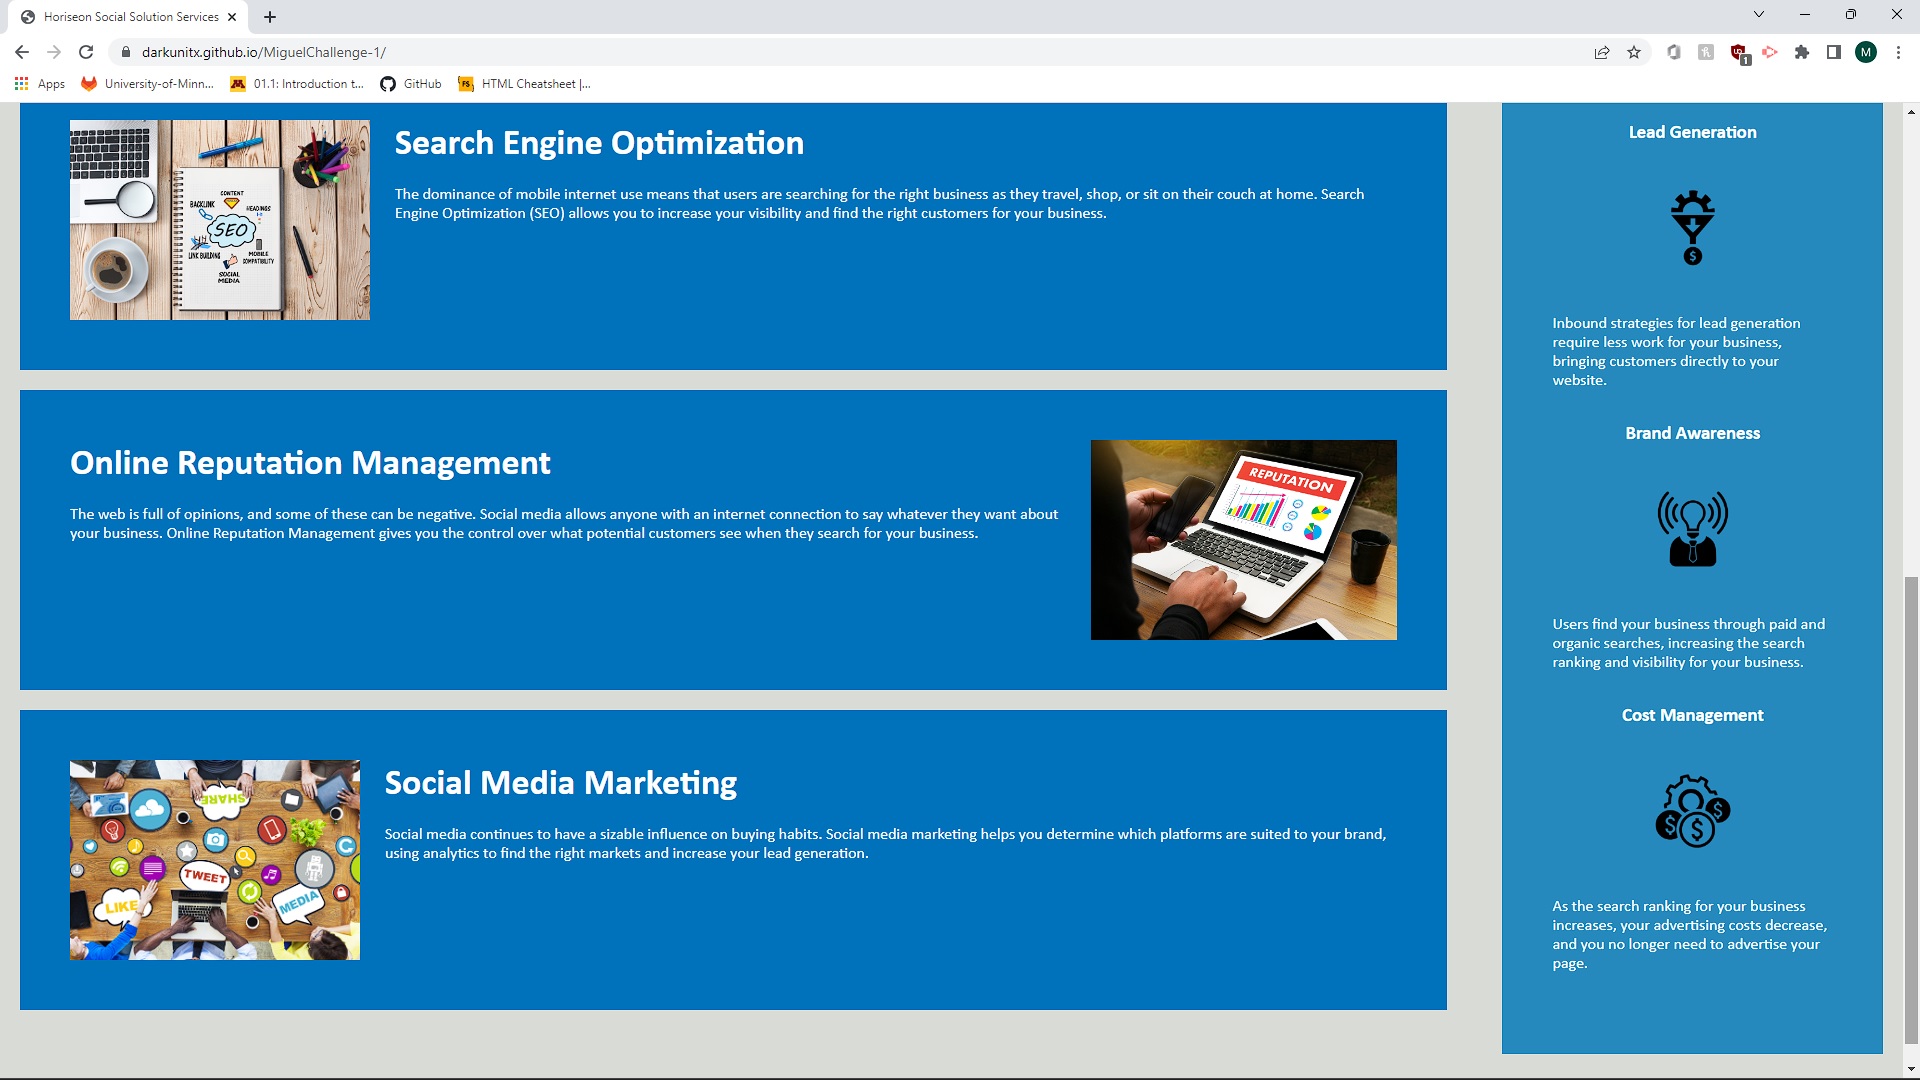 Horiseon Social Solution Services
darkunitx.github.io/MiguelChallenge-1/
1
M
Apps
University-of-Minn...
01.1: Introduction t...
GitHub
FS
HTML Cheatsheet |...
Search Engine Optimization
The dominance of mobile internet use means that users are searching for the right business as they travel, shop, or sit on their couch at home. Search
Engine Optimization (SEO) allows you to increase your visibility and find the right customers for your business.
CONTENT
BACKLINK
HEADINGS
SEO
LINK BUILDING
MOBILE
COMPATIBILITY
SOCIAL
MEDIA
Online Reputation Management
The web is full of opinions, and some of these can be negative. Social media allows anyone with an internet connection to say whatever they want about
your business. Online Reputation Management gives you the control over what potential customers see when they search for your business.
REPUTATION
Social Media Marketing
Social media continues to have a sizable influence on buying habits. Social media marketing helps you determine which platforms are suited to your brand,
using analytics to find the right markets and increase your lead generation.
SHARE
TWEET
LIKE
MEDIA
Lead Generation
$
Inbound strategies for lead generation
require less work for your business,
bringing customers directly to your
website.
Brand Awareness
Users find your business through paid and
organic searches, increasing the search
ranking and visibility for your business.
Cost Management
$
$
$
As the search ranking for your business
increases, your advertising costs decrease,
and you no longer need to advertise your
page.